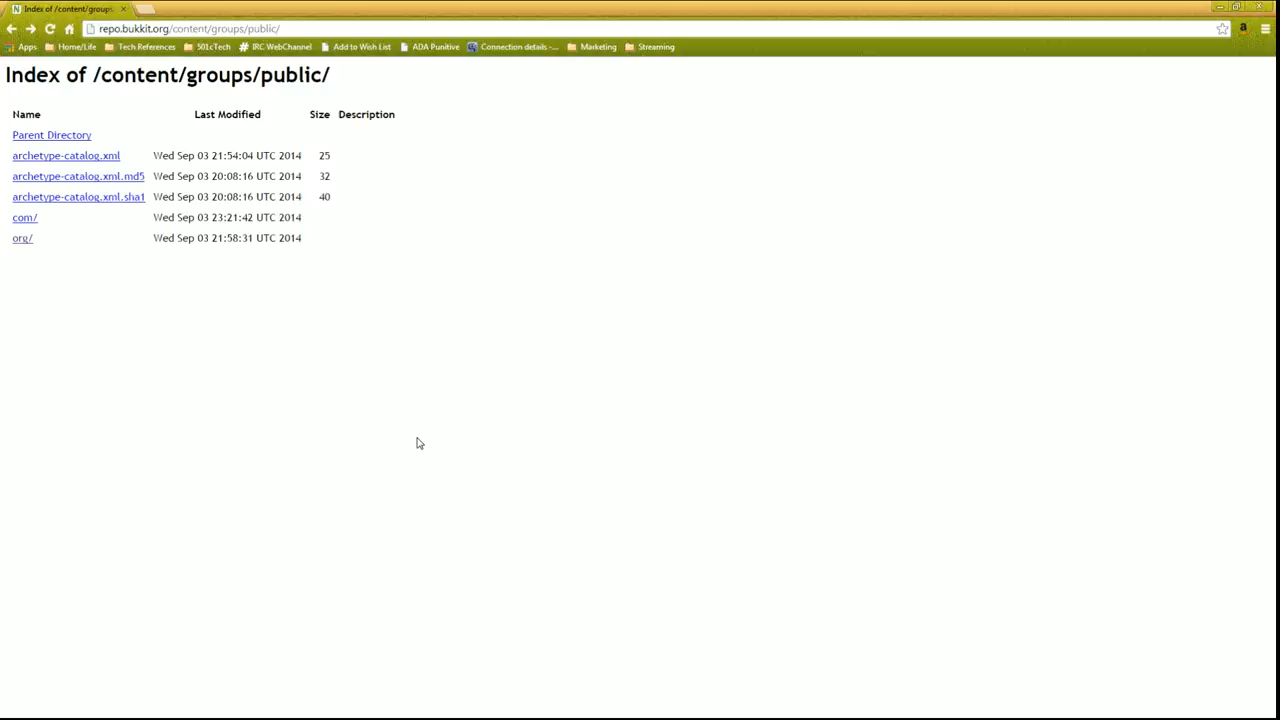 Index of /content/groups
repo.bukkit.org/content/groups/public/
Apps Home/Life Tech References 501cTech IRC WebChannel Add to Wish List ADA Punitive Connection details -... Marketing Streaming
Index of /content/groups/public/
Name Last Modified Size Description
Parent Directory
archetype-catalog.xml Wed Sep 03 21:54:04 UTC 2014 25
archetype-catalog.xml.md5 Wed Sep 03 20:08:16 UTC 2014 32
archetype-catalog.xml.sha1 Wed Sep 03 20:08:16 UTC 2014 40
com/ Wed Sep 03 23:21:42 UTC 2014
org/ Wed Sep 03 21:58:31 UTC 2014